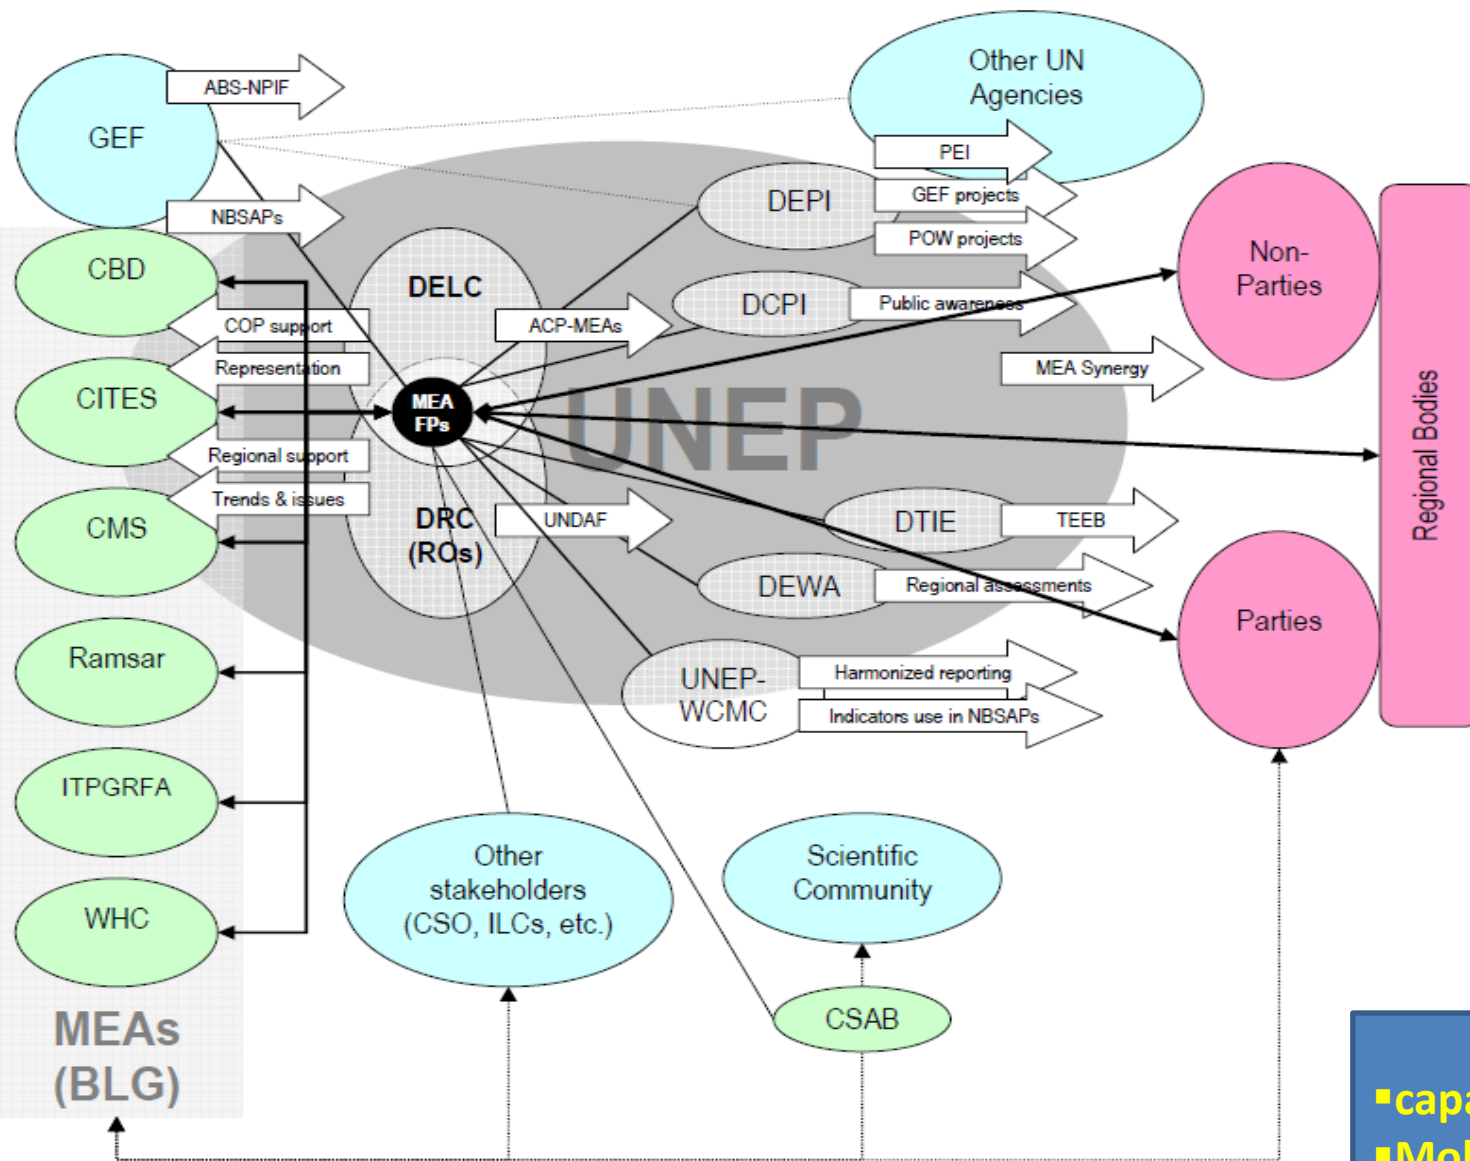 Other UN
Agencies
ABS-NPIF
GEF
PEI
DEPI
GEF projects
NBSAPs
POW projects
CBD
DELC
Non-
Parties
DCPI
Public awareness
COP support
ACP-MEAs
Representation
MEA Synergy
CITES
MEA
FPs
UNEP
Regional Bodies
Regional support
Trends & issues
CMS
DRC
(ROs)
UNDAF
DTIE
TEEB
DEWA
Regional assessments
Parties
Ramsar
UNEP-
WCMC
Harmonized reporting
Indicators use in NBSAPs
ITPGRFA
Other
stakeholders
(CSO, ILCs, etc.)
Scientific
Community
WHC
CSAB
MEAs
(BLG)
▪capa